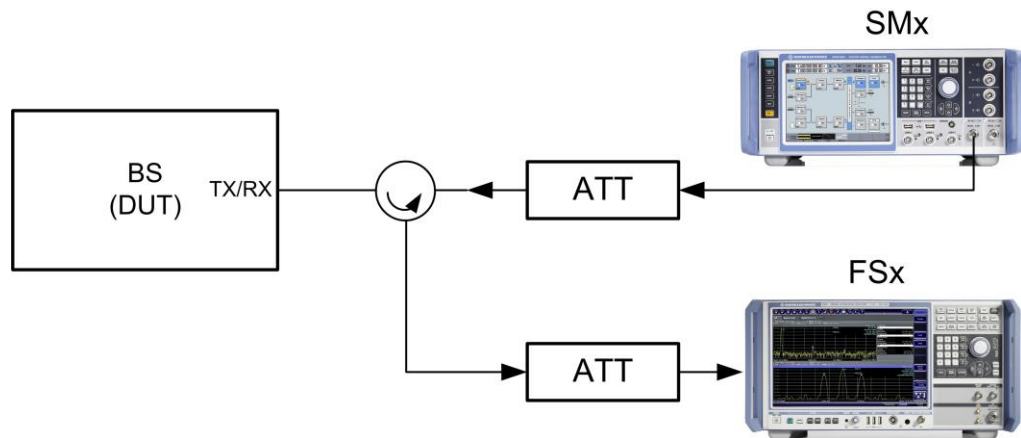 SMx
BS
(DUT)
TX/RX
ATT
FSx
ATT